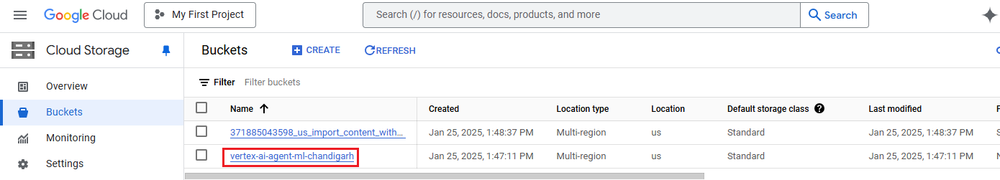 Google Cloud My First Project Search (/) for resources, docs, products, and more Search
Cloud Storage Buckets CREATE REFRESH
Filter Filter buckets
Overview
Buckets
Monitoring
Settings
Name Created Location type Location Default storage class Last modified
371885043598_us_import_content_with... Jan 25, 2025, 1:48:37 PM Multi-region us Standard Jan 25, 2025, 1:48:37 PM
vertex-ai-agent-ml-chandigarh Jan 25, 2025, 1:47:11 PM Multi-region us Standard Jan 25, 2025, 1:47:11 PM